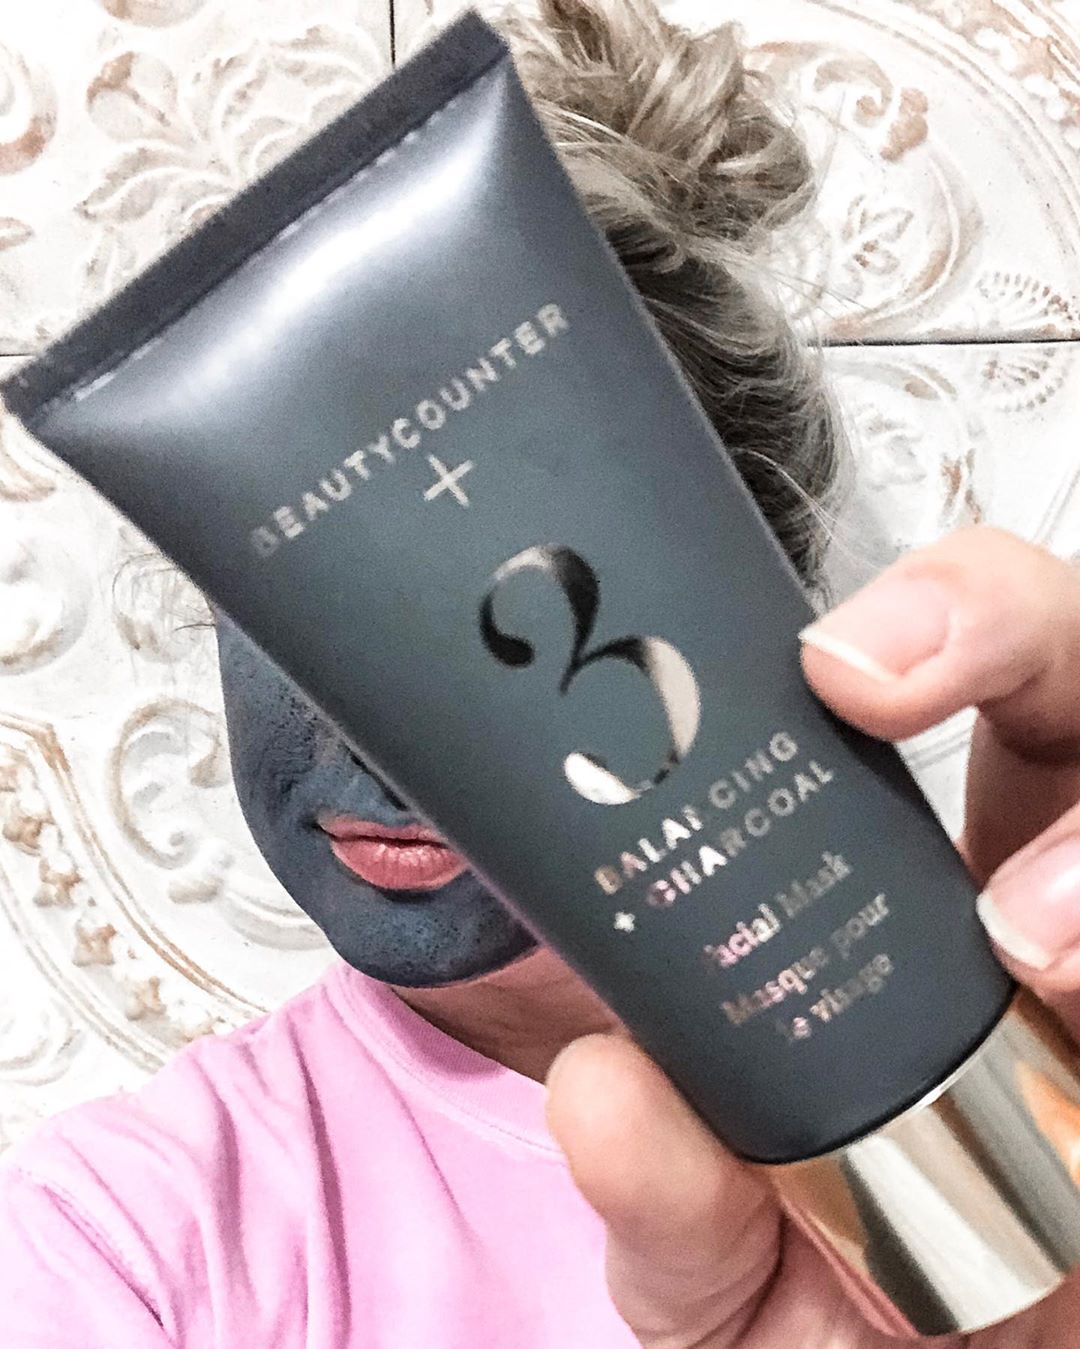 BEAUTYCOUNTER
+
3
BALANCING
+ CHARCOAL
Facial Mask
Masque pour
le visage